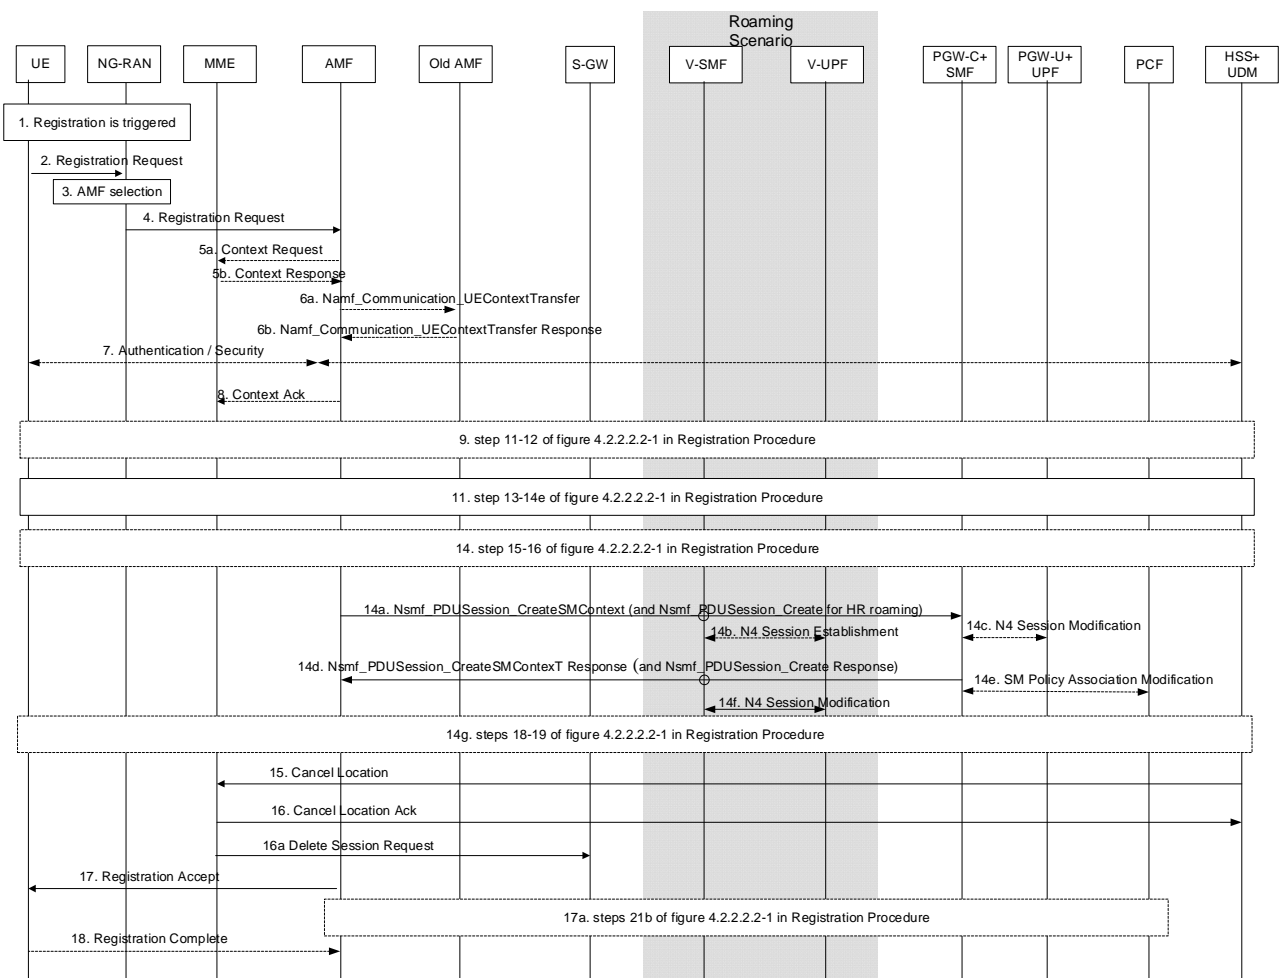 Roaming
Scenario
UE
NG-RAN
MME
AMF
Old AMF
S-GW
V-SMF
V-UPF
PGW-C+
SMF
PGW-U+
UPF
PCF
HSS+
UDM
1. Registration is triggered
2. Registration Request
3. AMF selection
4. Registration Request
5a. Context Request
5b. Context Response
6a. Namf_Communication_UEContextTransfer
6b. Namf_Communication_UEContextTransfer Response
7. Authentication / Security
8. Context Ack
9. step 11-12 of figure 4.2.2.2.2-1 in Registration Procedure
11. step 13-14e of figure 4.2.2.2.2-1 in Registration Procedure
14. step 15-16 of figure 4.2.2.2.2-1 in Registration Procedure
14a. Nsmf_PDUSession_CreateSMContext (and Nsmf_PDUSession_Create for HR roaming)
14b. N4 Session Establishment
14c. N4 Session Modification
14d. Nsmf_PDUSession_CreateSMContexT Response (and Nsmf_PDUSession_Create Response)
14e. SM Policy Association Modification
14f. N4 Session Modification
14g. steps 18-19 of figure 4.2.2.2.2-1 in Registration Procedure
15. Cancel Location
16. Cancel Location Ack
16a Delete Session Request
17. Registration Accept
17a. steps 21b of figure 4.2.2.2.2-1 in Registration Procedure
18. Registration Complete